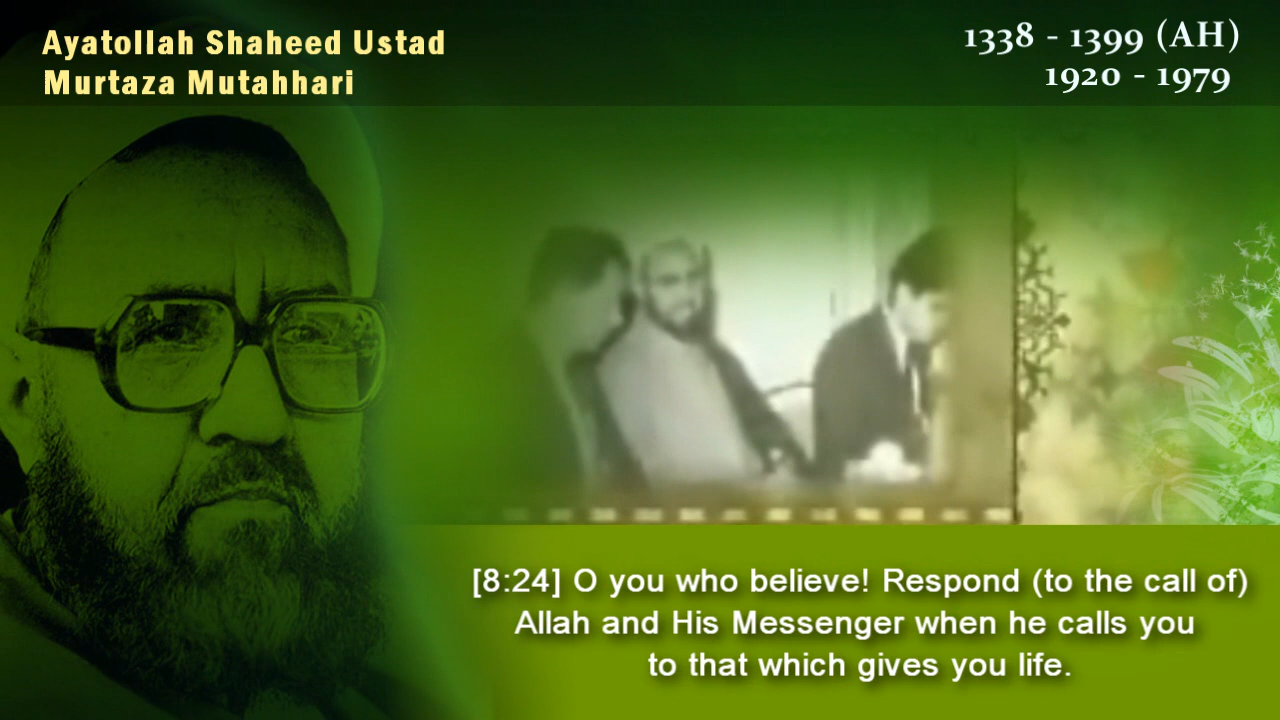 Ayatollah Shaheed Ustad
Murtaza Mutahhari
1338 - 1399 (AH)
1920 - 1979
[8:24] O you who believe! Respond (to the call of)
Allah and His Messenger when he calls you
to that which gives you life.